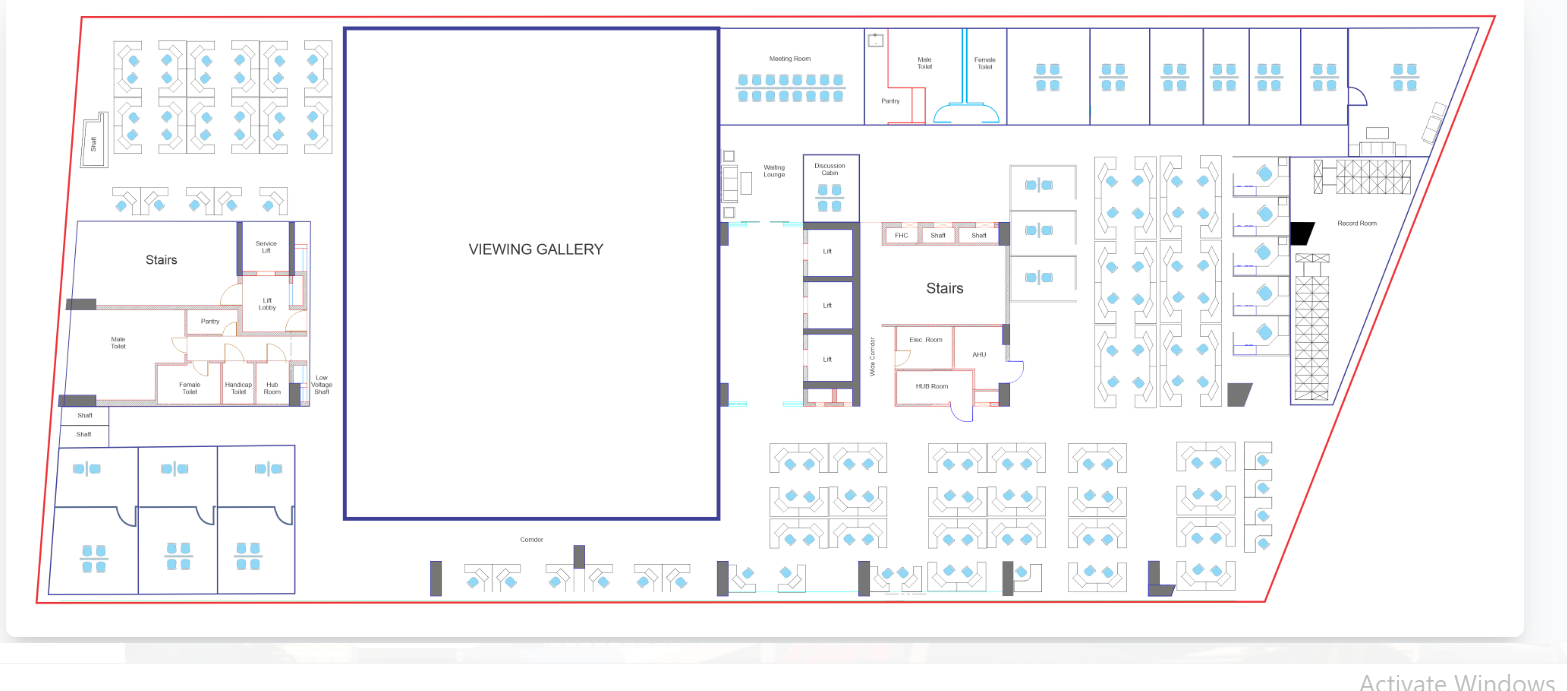 Meeting Room
Male
Toilet
Female
Toilet
Pantry
Shaft
Waiting
Lounge
Discussion
Cabin
Record Room
FHC
Shaft
Shaft
Service
Lift
VIEWING GALLERY
Lift
Stairs
Stairs
Lift
Lobby
Lift
Pantry
Male
Toilet
Elec. Room
Wide Corridor
AHU
Lift
Female
Toilet
Handicap
Toilet
Hub
Room
Low
Voltage
Shaft
HUB Room
Shaft
Shaft
Corridor
Activate Windows